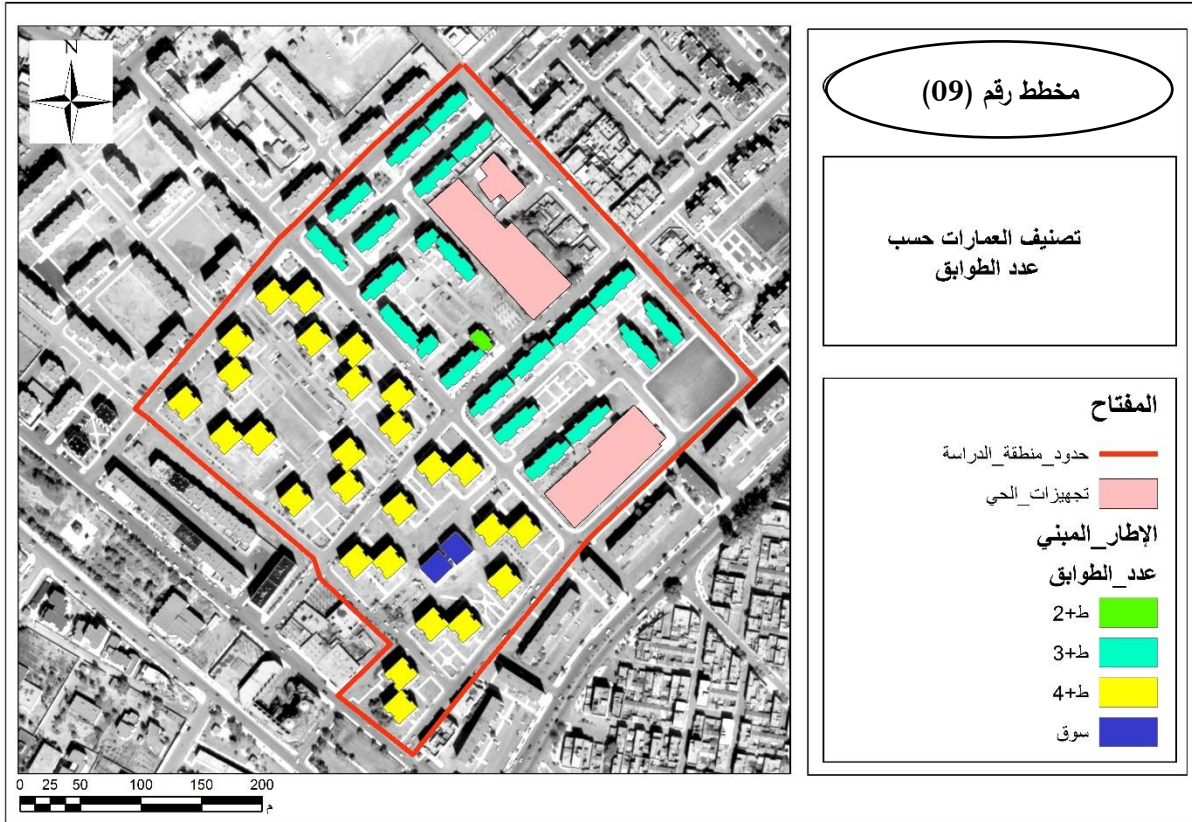 N
مخطط رقم (09)
تصنيف العمارات حسب
عدد الطوابق
المفتاح
حدود_منطقة_الدراسة
تجهيزات_الحي
الإطار_المبني
عدد_الطوابق
ط+2
ط+3
ط+4
سوق
0 25 50 100 150 200
م